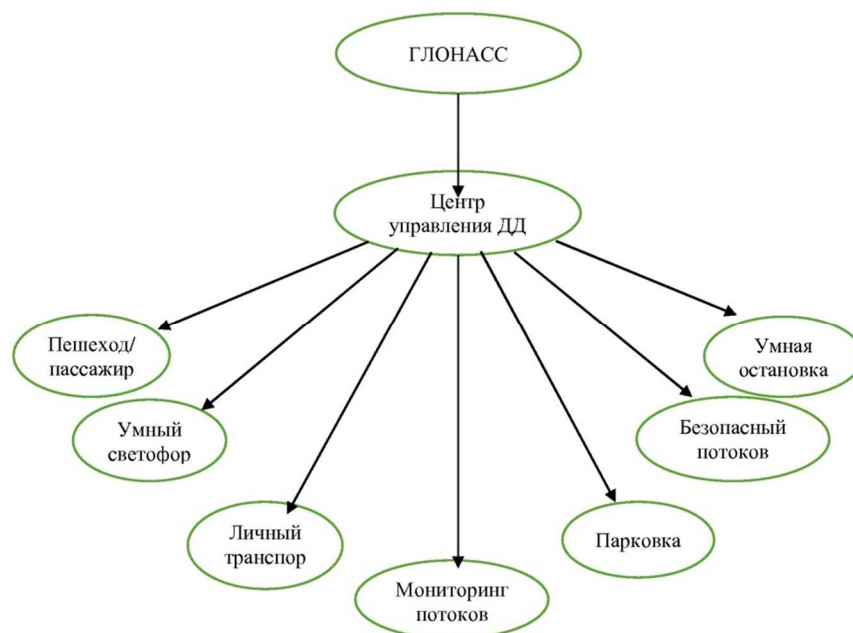 ГЛОНАСС
Центр
управления ДД
Пешеход/
пассажир
Умный
светофор
Личный
транспор
Мониторинг
потоков
Парковка
Безопасный
потоков
Умная
остановка